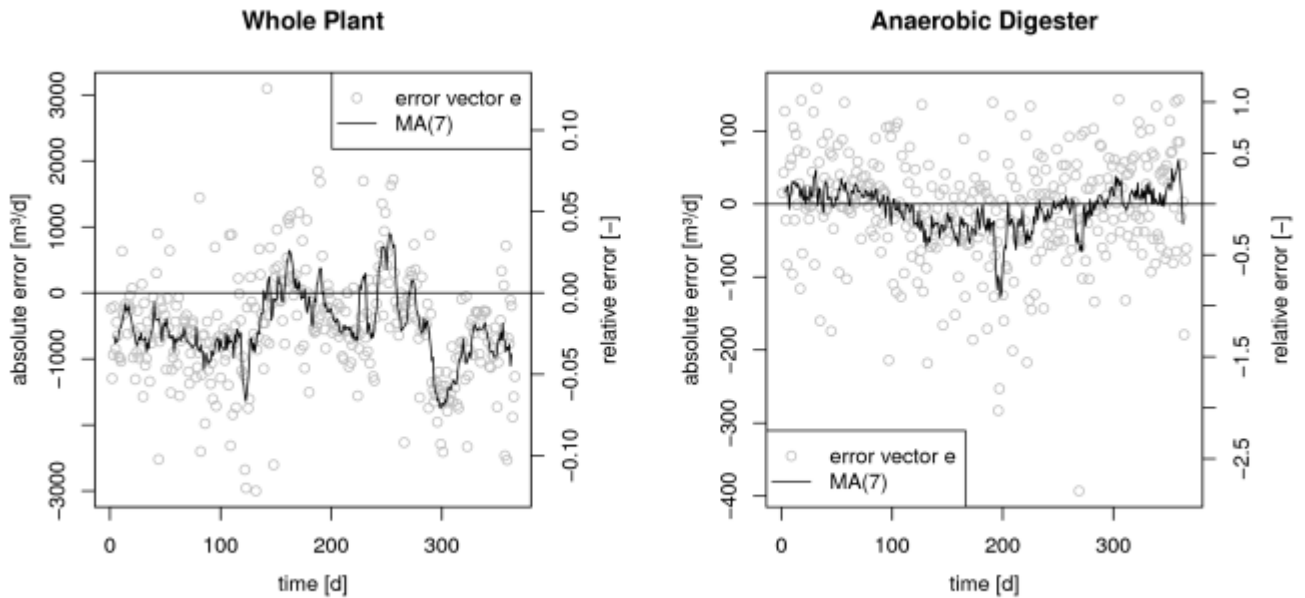 Whole Plant
error vector e
MA(7)
absolute error [m³/d]
3000
2000
1000
0
−1000
−3000
0.10
0.05
0.00
−0.05
−0.10
relative error [−]
0
100
200
300
time [d]
Anaerobic Digester
absolute error [m³/d]
100
0
−100
−200
−300
−400
1.0
0.5
−0.5
−1.5
−2.5
relative error [−]
error vector e
MA(7)
0
100
200
300
time [d]